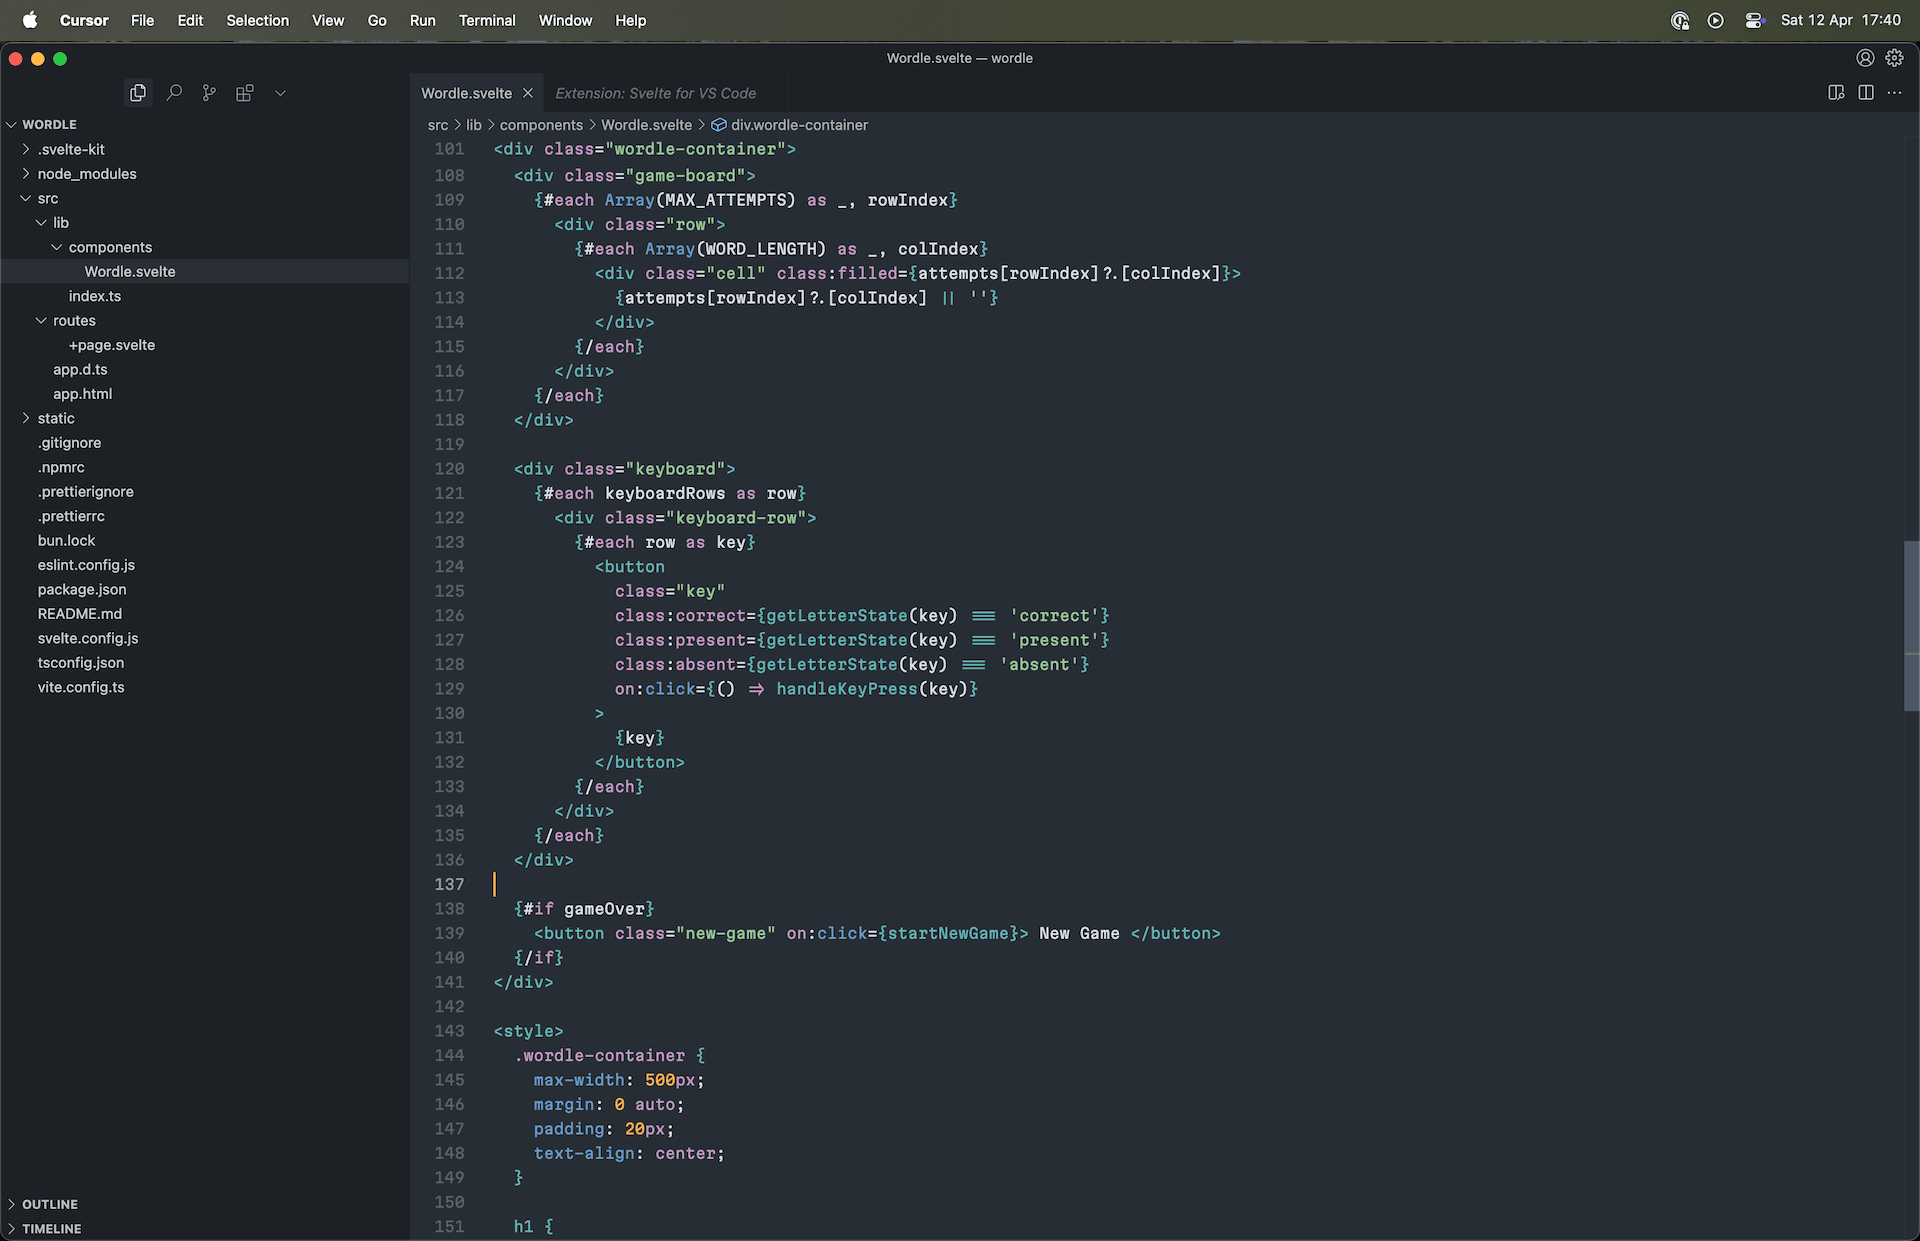 Cursor File Edit Selection View Go Run Terminal Window Help Sat 12 Apr 17:40
Wordle.svelte — wordle
Wordle.svelte Extension: Svelte for VS Code
src > lib > components > Wordle.svelte > div.wordle-container
WORDLE
.svelte-kit
node_modules
src
lib
components
Wordle.svelte
index.ts
routes
+page.svelte
app.d.ts
app.html
static
.gitignore
.npmrc
.prettierignore
.prettierrc
bun.lock
eslint.config.js
package.json
README.md
svelte.config.js
tsconfig.json
vite.config.ts
OUTLINE
TIMELINE
101 <div class="wordle-container">
108   <div class="game-board">
109     {#each Array(MAX_ATTEMPTS) as _, rowIndex}
110       <div class="row">
111         {#each Array(WORD_LENGTH) as _, colIndex}
112           <div class="cell" class:filled={attempts[rowIndex]?.[colIndex]}>
113             {attempts[rowIndex]?.[colIndex] || ''}
114           </div>
115         {/each}
116       </div>
117     {/each}
118   </div>
119
120   <div class="keyboard">
121     {#each keyboardRows as row}
122       <div class="keyboard-row">
123         {#each row as key}
124           <button
125             class="key"
126             class:correct={getLetterState(key) === 'correct'}
127             class:present={getLetterState(key) === 'present'}
128             class:absent={getLetterState(key) === 'absent'}
129             on:click={() => handleKeyPress(key)}
130           >
131             {key}
132           </button>
133         {/each}
134       </div>
135     {/each}
136   </div>
137
138   {#if gameOver}
139     <button class="new-game" on:click={startNewGame}> New Game </button>
140   {/if}
141 </div>
142
143 <style>
144   .wordle-container {
145     max-width: 500px;
146     margin: 0 auto;
147     padding: 20px;
148     text-align: center;
149   }
150
151   h1 {